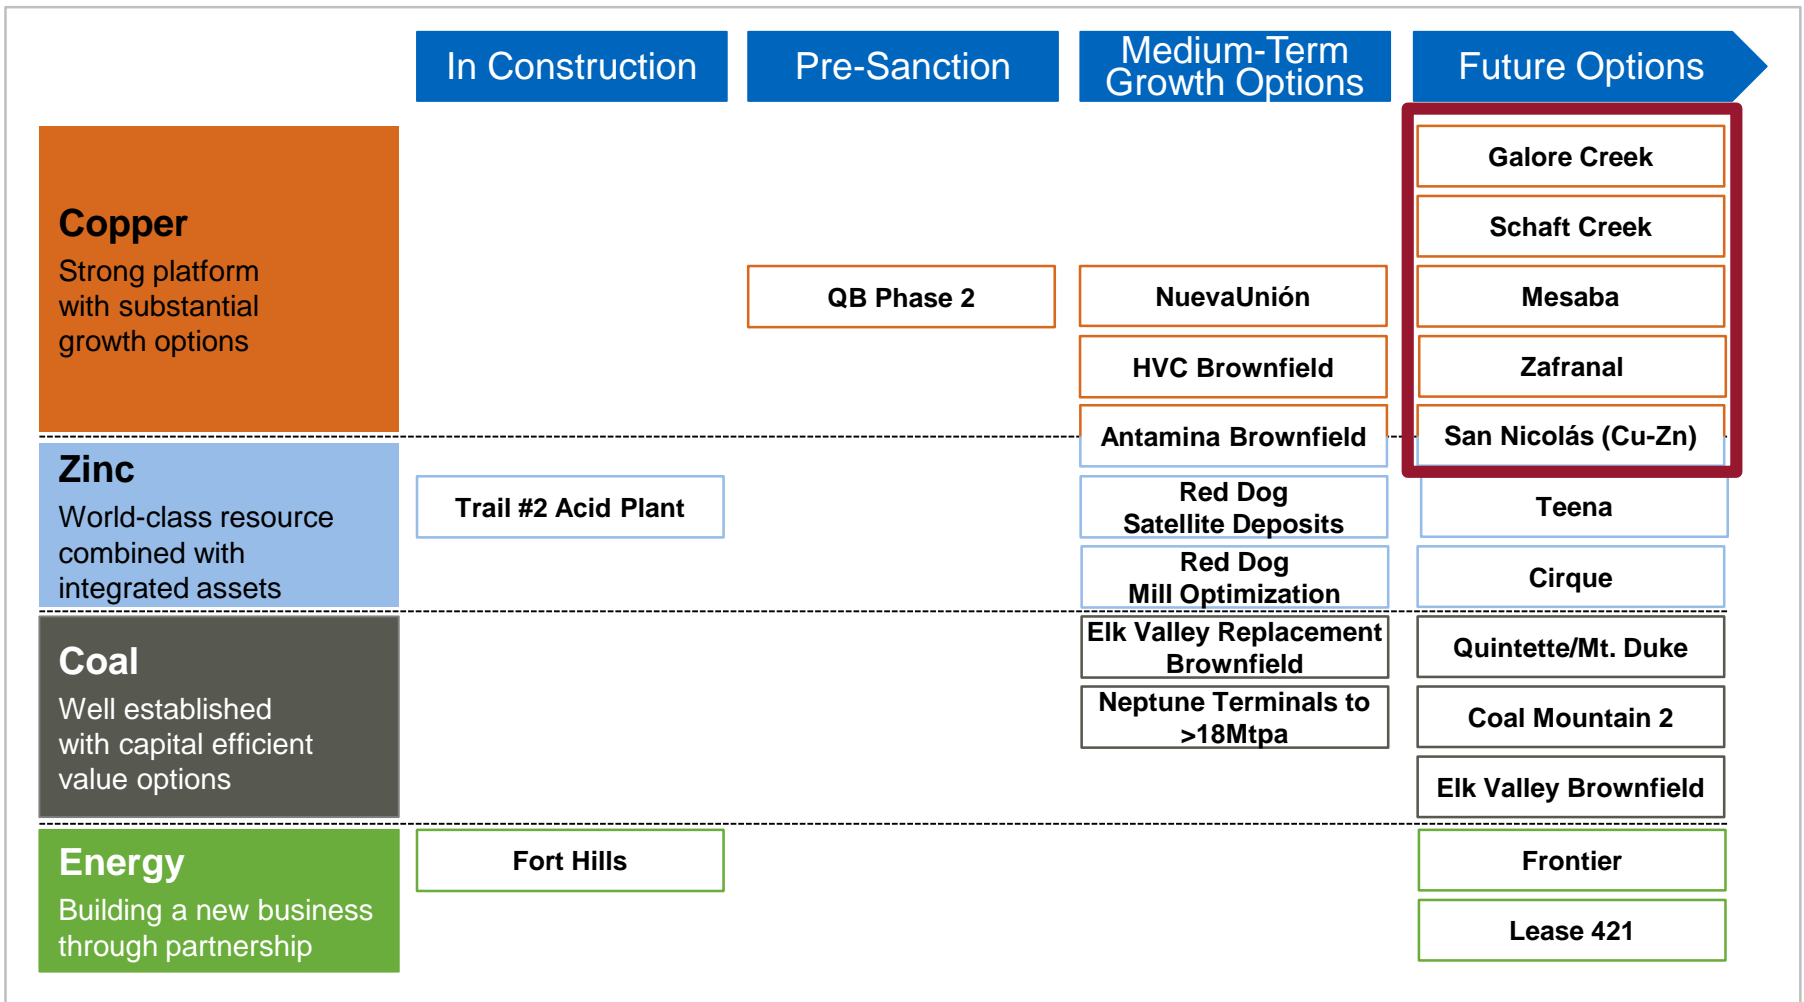 In Construction
Pre-Sanction
Medium-Term
Growth Options
Future Options
Copper
Strong platform
with substantial
growth options
QB Phase 2
NuevaUnión
HVC Brownfield
Antamina Brownfield
Galore Creek
Schaft Creek
Mesaba
Zafranal
San Nicolás (Cu-Zn)
Zinc
World-class resource
combined with
integrated assets
Trail #2 Acid Plant
Red Dog
Satellite Deposits
Red Dog
Mill Optimization
Teena
Cirque
Coal
Well established
with capital efficient
value options
Elk Valley Replacement
Brownfield
Neptune Terminals to
>18Mtpa
Quintette/Mt. Duke
Coal Mountain 2
Elk Valley Brownfield
Energy
Building a new business
through partnership
Fort Hills
Frontier
Lease 421